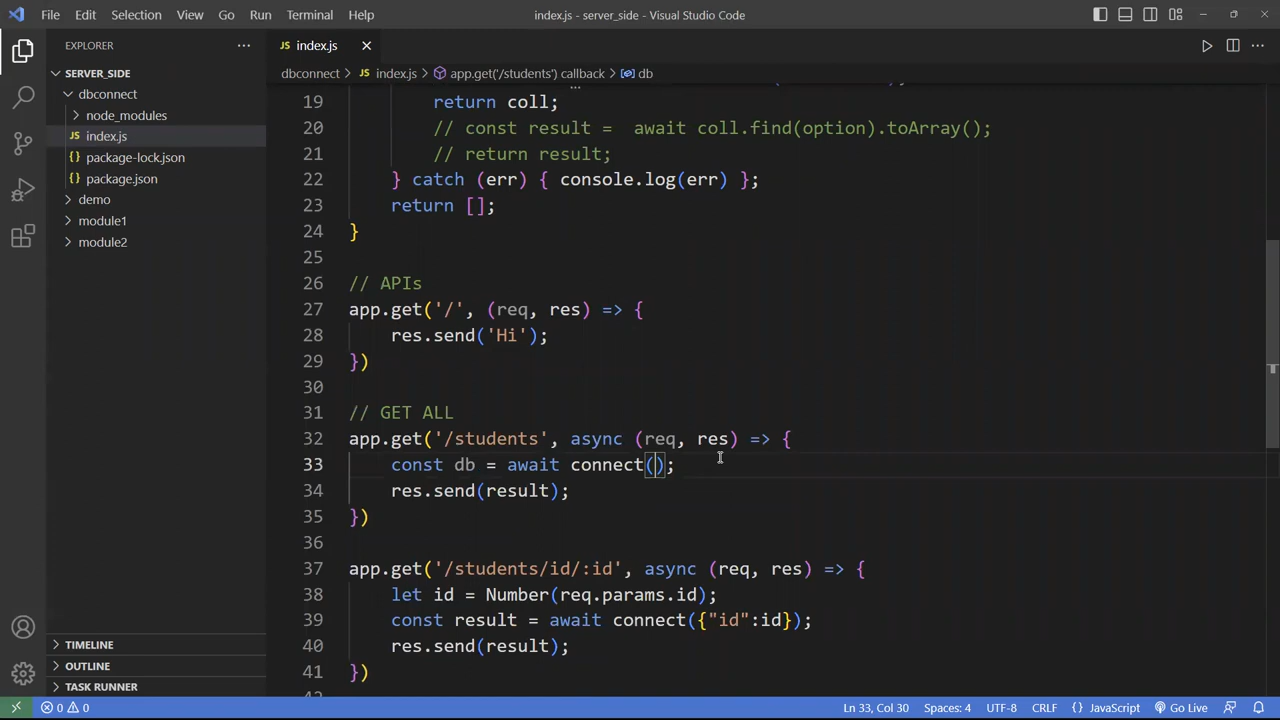 File Edit Selection View Go Run Terminal Help index.js - server_side - Visual Studio Code
EXPLORER
SERVER_SIDE
dbconnect
node_modules
index.js
package-lock.json
package.json
demo
module1
module2
TIMELINE
OUTLINE
TASK RUNNER
JS index.js
dbconnect > JS index.js > app.get('/students') callback > db
19 return coll;
20 // const result = await coll.find(option).toArray();
21 // return result;
22 } catch (err) { console.log(err) };
23 return [];
24 }
25
26 // APIs
27 app.get('/', (req, res) => {
28 res.send('Hi');
29 })
30
31 // GET ALL
32 app.get('/students', async (req, res) => {
33 const db = await connect();
34 res.send(result);
35 })
36
37 app.get('/students/id/:id', async (req, res) => {
38 let id = Number(req.params.id);
39 const result = await connect({"id":id});
40 res.send(result);
41 })
0 0 Ln 33, Col 30 Spaces: 4 UTF-8 CRLF {} JavaScript Go Live